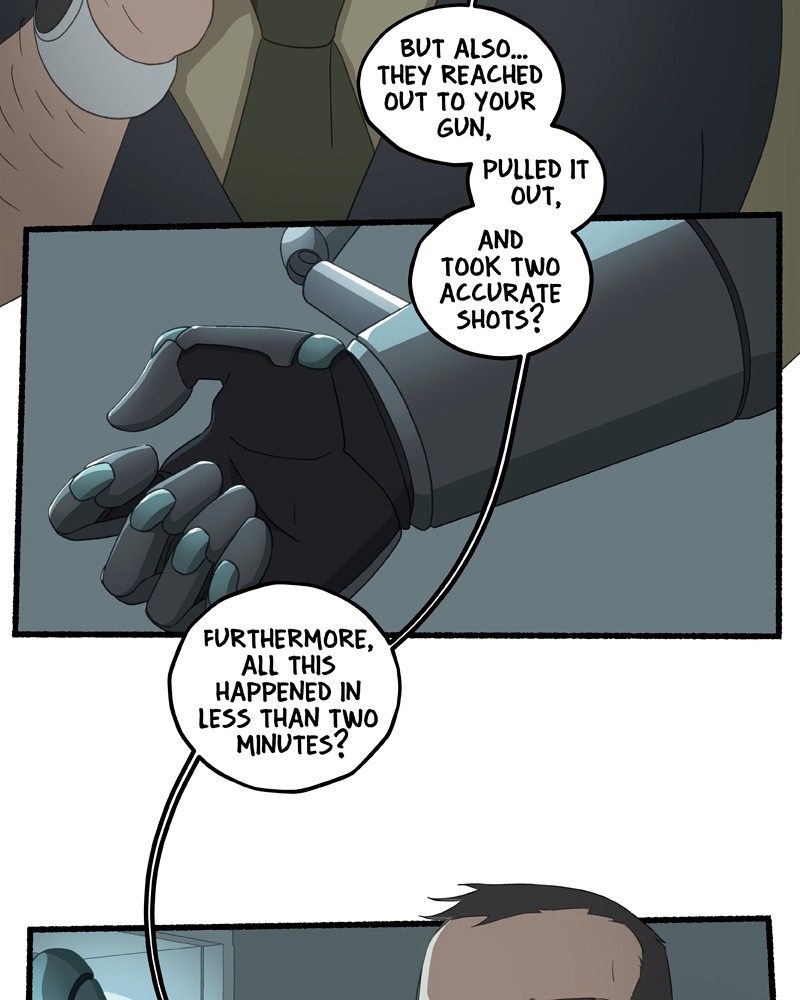 BUT ALSO...
THEY REACHED
OUT TO YOUR
GUN,
PULLED IT
OUT,
AND
TOOK TWO
ACCURATE
SHOTS?
FURTHERMORE,
ALL THIS
HAPPENED IN
LESS THAN TWO
MINUTES?